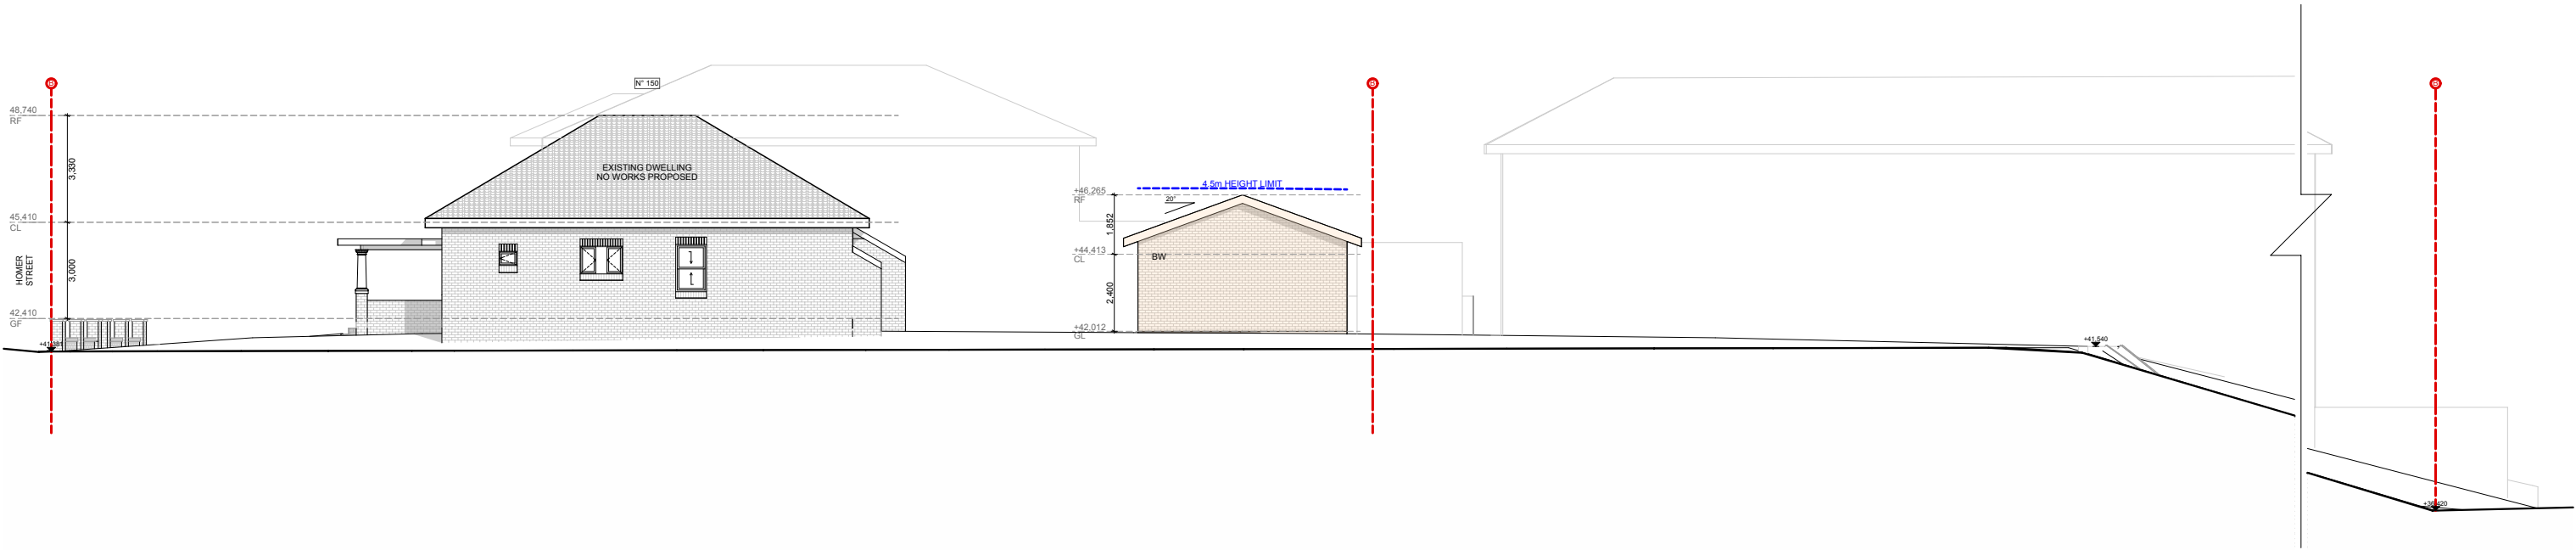 N° 150
48,740
RF
3,330
EXISTING DWELLING
NO WORKS PROPOSED
45,410
CL
HOMER
STREET
3,000
42,410
GF
4.5m HEIGHT LIMIT
+46,265
RF
20°
1,852
+44,413
CL
BW
2,400
+42,012
GL
+41,540